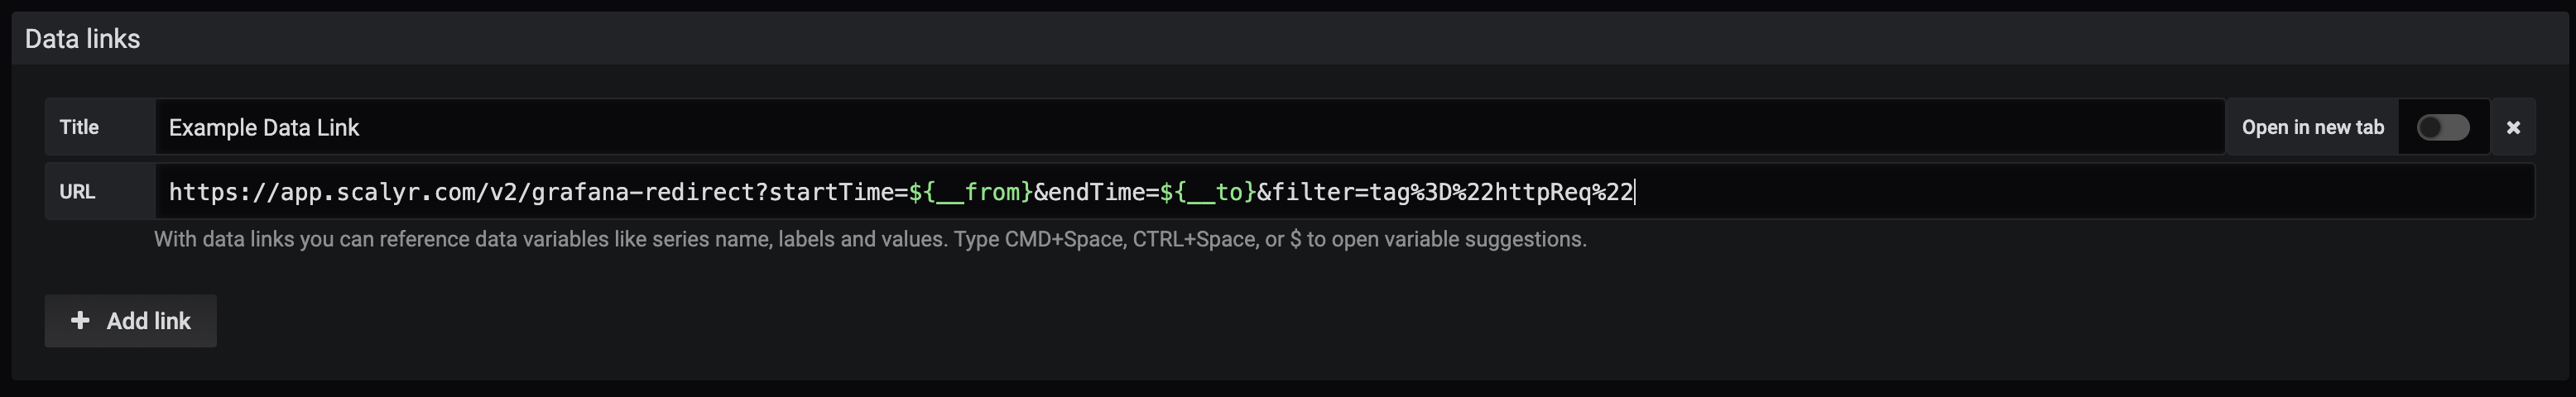 Data links
Title Example Data Link Open in new tab
URL https://app.scalyr.com/v2/grafana-redirect?startTime=${__from}&endTime=${__to}&filter=tag%3D%22httpReq%22
With data links you can reference data variables like series name, labels and values. Type CMD+Space, CTRL+Space, or $ to open variable suggestions.
Add link